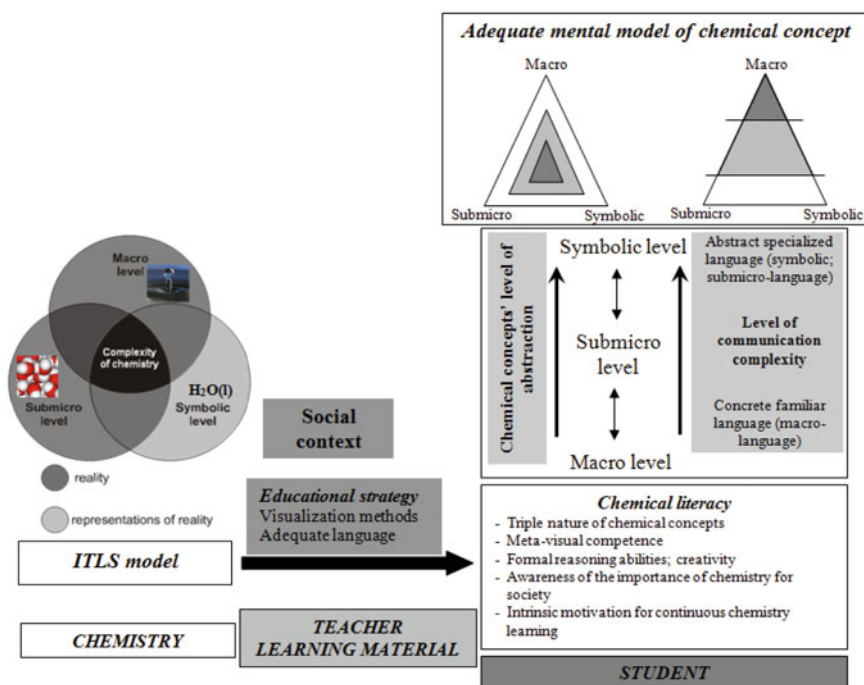 Adequate mental model of chemical concept
Macro
Macro
Submicro
Symbolic
Submicro
Symbolic
Macro
level
Complexity
of chemistry
Submicro
level
H2O(l)
Symbolic
level
reality
representations of reality
ITLS model
CHEMISTRY
Social
context
Educational strategy
Visualization methods
Adequate language
TEACHER
LEARNING MATERIAL
Chemical concepts' level of
abstraction
Symbolic level
Submicro
level
Macro level
Abstract specialized
language (symbolic;
submicro-language)
Level of
communication
complexity
Concrete familiar
language (macro-
language)
Chemical literacy
- Triple nature of chemical concepts
- Meta-visual competence
- Formal reasoning abilities; creativity
- Awareness of the importance of chemistry for
society
- Intrinsic motivation for continuous chemistry
learning
STUDENT